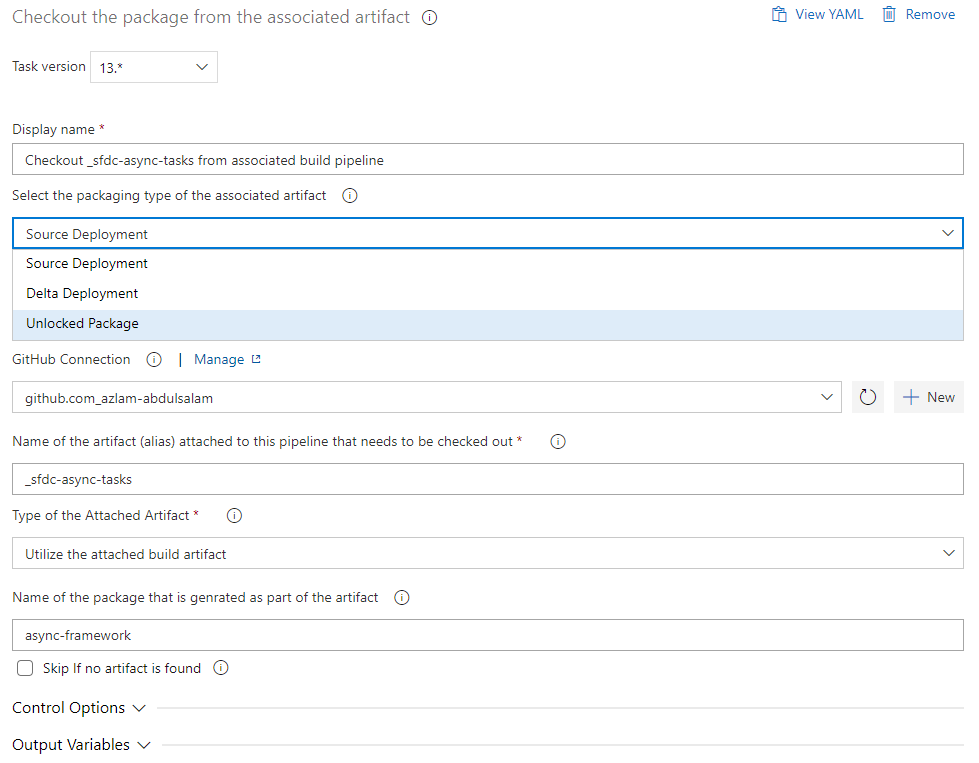 Checkout the package from the associated artifact
View YAML
Remove
Task version
13.*
Display name *
Checkout _sfdc-async-tasks from associated build pipeline
Select the packaging type of the associated artifact
Source Deployment
Source Deployment
Delta Deployment
Unlocked Package
GitHub Connection | Manage
github.com_azlam-abdulsalam
New
Name of the artifact (alias) attached to this pipeline that needs to be checked out *
_sfdc-async-tasks
Type of the Attached Artifact *
Utilize the attached build artifact
Name of the package that is genrated as part of the artifact
async-framework
Skip If no artifact is found
Control Options
Output Variables